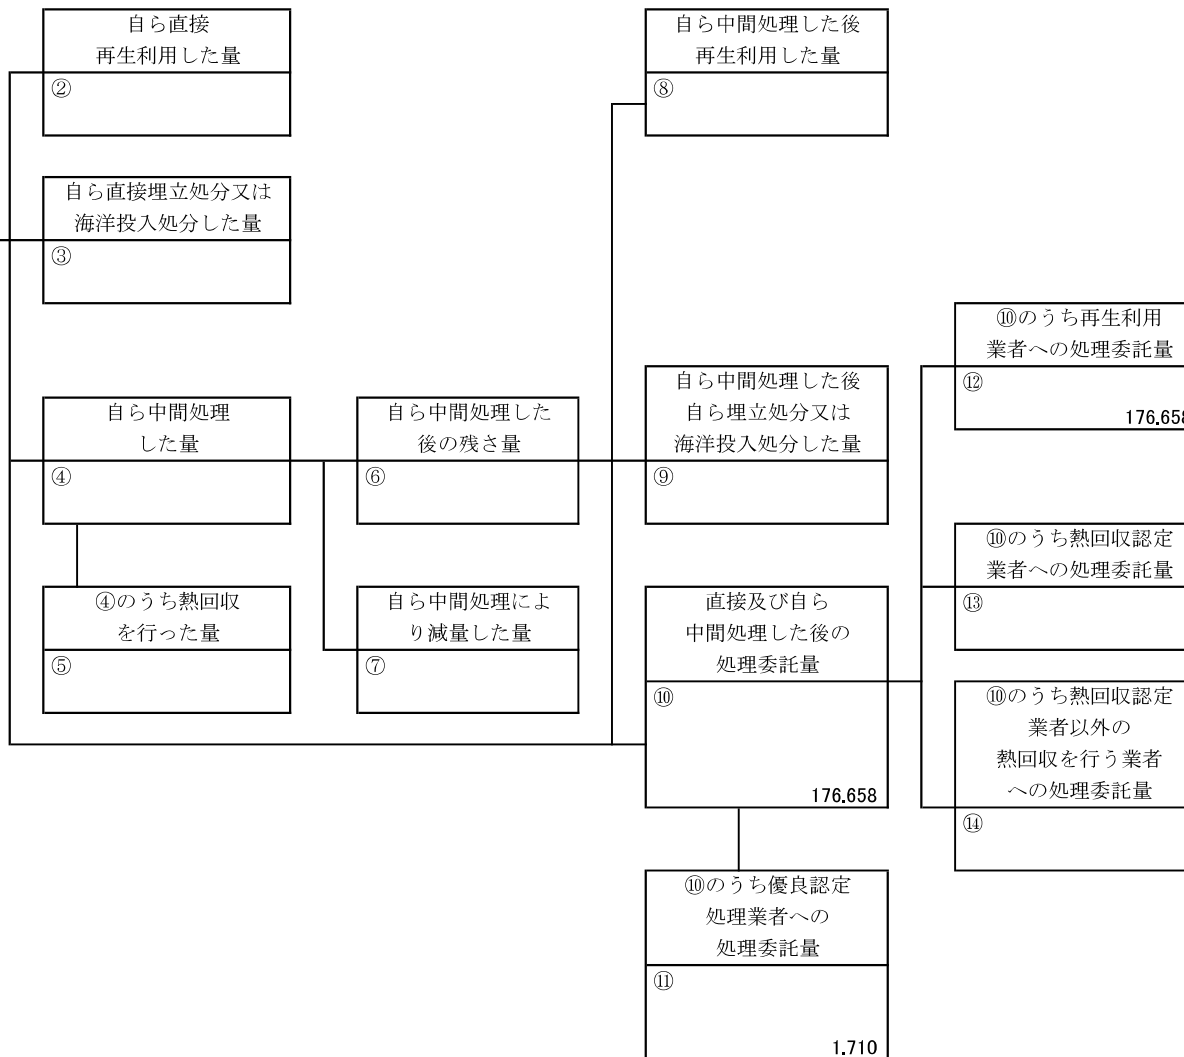 自ら直接
再生利用した量
②
自ら直接埋立処分又は
海洋投入処分した量
③
自ら中間処理
した量
④
④のうち熱回収
を行った量
⑤
自ら中間処理した
後の残さ量
⑥
自ら中間処理によ
り減量した量
⑦
自ら中間処理した後
再生利用した量
⑧
自ら中間処理した後
自ら埋立処分又は
海洋投入処分した量
⑨
直接及び自ら
中間処理した後の
処理委託量
⑩
176.658
⑩のうち優良認定
処理業者への
処理委託量
⑪
1.710
⑩のうち再生利用
業者への処理委託量
⑫
176.658
⑩のうち熱回収認定
業者への処理委託量
⑬
⑩のうち熱回収認定
業者以外の
熱回収を行う業者
への処理委託量
⑭